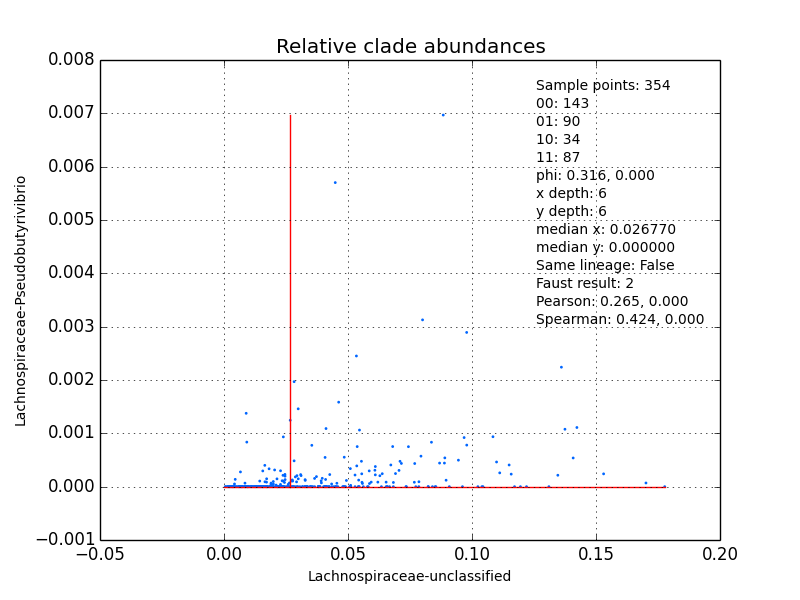 Relative clade abundances
0.008
0.007
0.006
0.005
0.004
0.003
0.002
0.001
0.000
−0.001
Lachnospiraceae-Pseudobutyrivibrio
Sample points: 354
00: 143
01: 90
10: 34
11: 87
phi: 0.316, 0.000
x depth: 6
y depth: 6
median x: 0.026770
median y: 0.000000
Same lineage: False
Faust result: 2
Pearson: 0.265, 0.000
Spearman: 0.424, 0.000
−0.05 0.00 0.05 0.10 0.15 0.20
Lachnospiraceae-unclassified